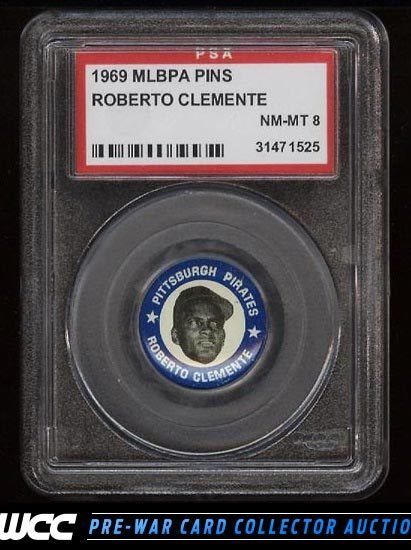 PSA
1969 MLBPA PINS
ROBERTO CLEMENTE
NM-MT 8
31471525
PITTSBURGH PIRATES
ROBERTO CLEMENTE
WCC PRE-WAR CARD COLLECTOR AUCTIO